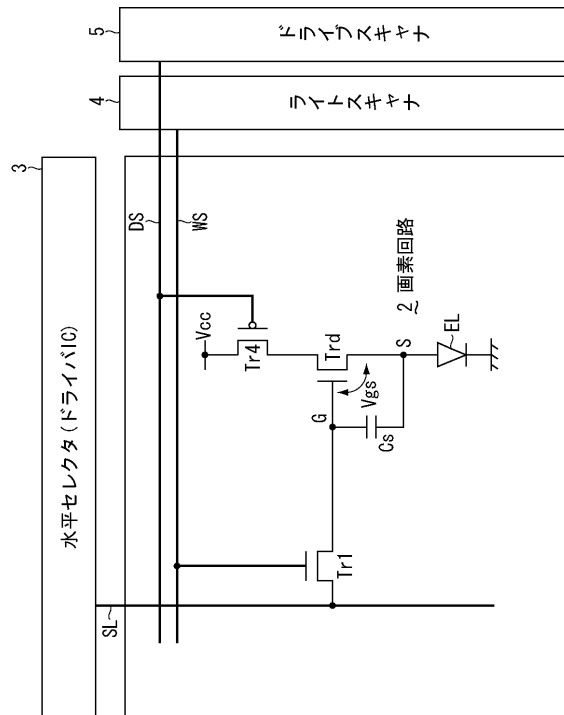 3
水平セレクタ(ドライバIC)
5
ドライブスキャナ
4
ライトスキャナ
SL
DS
WS
Vcc
Tr4
Trd
Tr1
G
Vgs
Cs
S
EL
2 画素回路